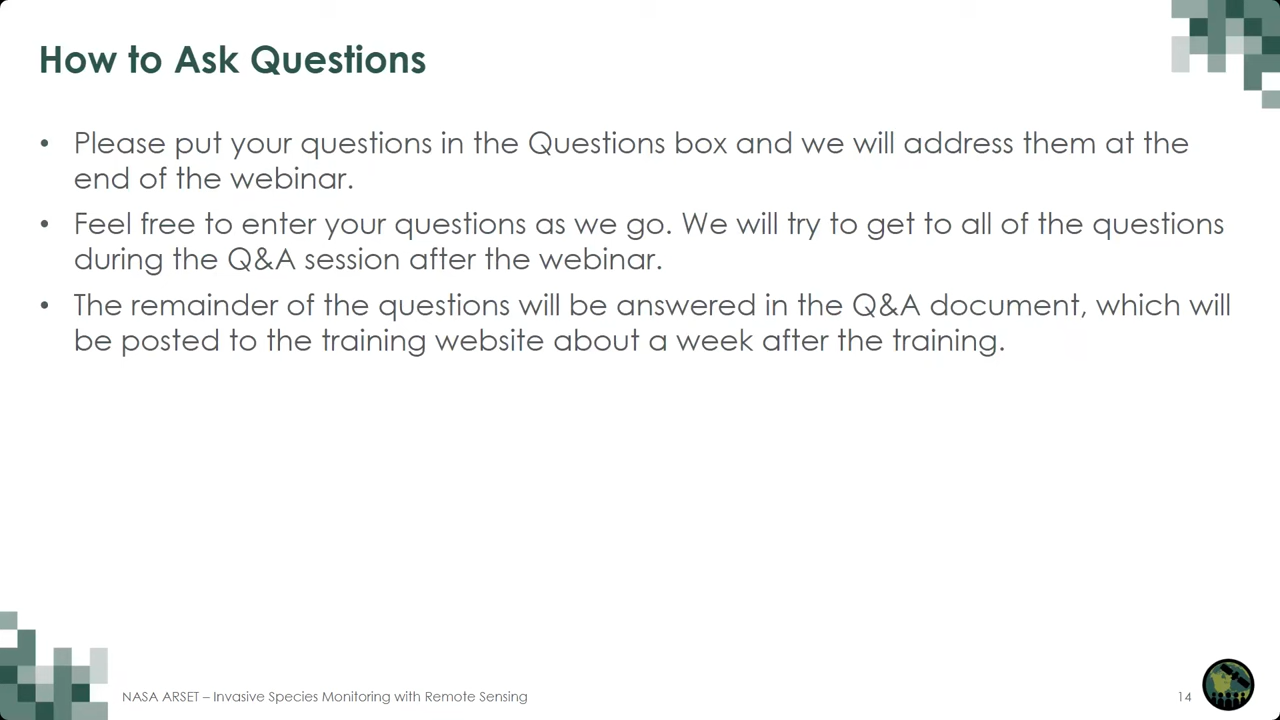 How to Ask Questions
• Please put your questions in the Questions box and we will address them at the
end of the webinar.
• Feel free to enter your questions as we go. We will try to get to all of the questions
during the Q&A session after the webinar.
• The remainder of the questions will be answered in the Q&A document, which will
be posted to the training website about a week after the training.
NASA ARSET – Invasive Species Monitoring with Remote Sensing
14